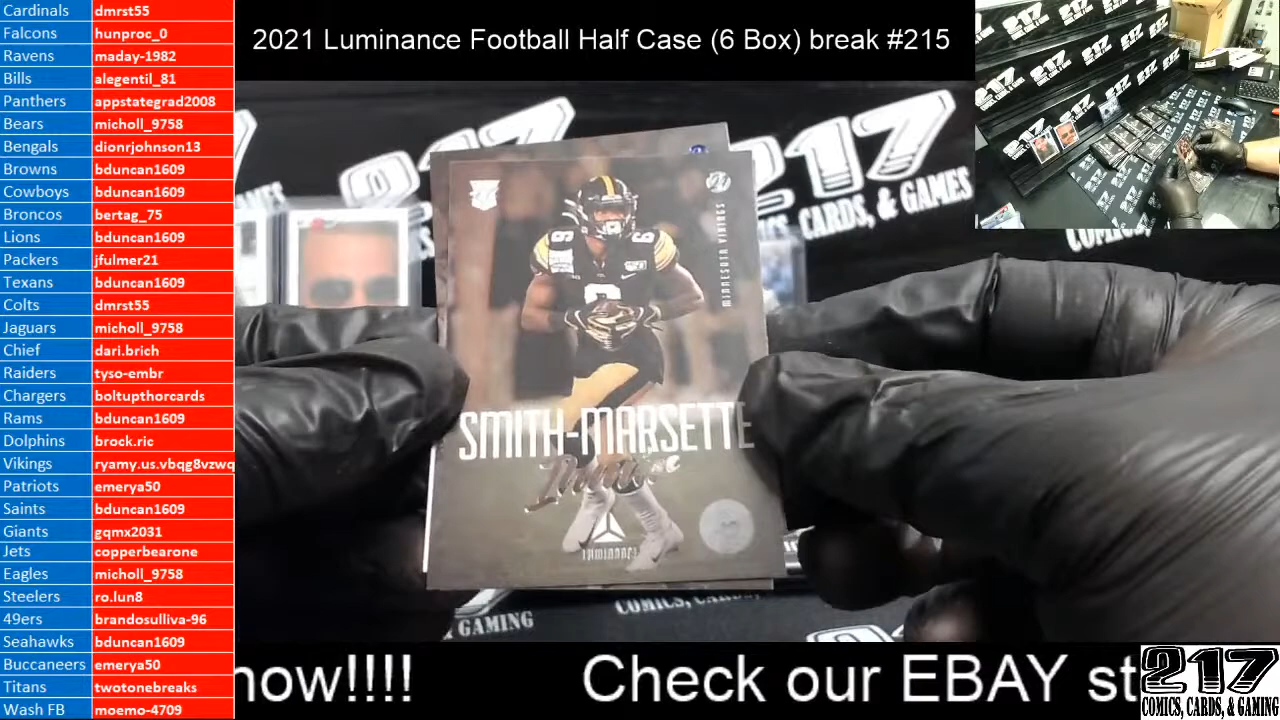 2021 Luminance Football Half Case (6 Box) break #215
Cardinals dmrst55
Falcons hunproc_0
Ravens maday-1982
Bills alegentil_81
Panthers appstategrad2008
Bears micholl_9758
Bengals dionrjohnson13
Browns bduncan1609
Cowboys bduncan1609
Broncos bertag_75
Lions bduncan1609
Packers jfulmer21
Texans bduncan1609
Colts dmrst55
Jaguars micholl_9758
Chief dari.brich
Raiders tyso-embr
Chargers boltupthorcards
Rams bduncan1609
Dolphins brock.ric
Vikings ryamy.us.vbqg8vzwq
Patriots emerya50
Saints bduncan1609
Giants gqmx2031
Jets copperbearone
Eagles micholl_9758
Steelers ro.lun8
49ers brandosulliva-96
Seahawks bduncan1609
Buccaneers emerya50
Titans twotonebreaks
Wash FB moemo-4709
217
217
CARDS, & GAMES
MINNESOTA VIKINGS
6 6
SMITH-MARSETTE
LUMINANCE
GAMING
COMICS, CARDS,
now!!!!
Check our EBAY st
217
COMICS, CARDS, & GAMING